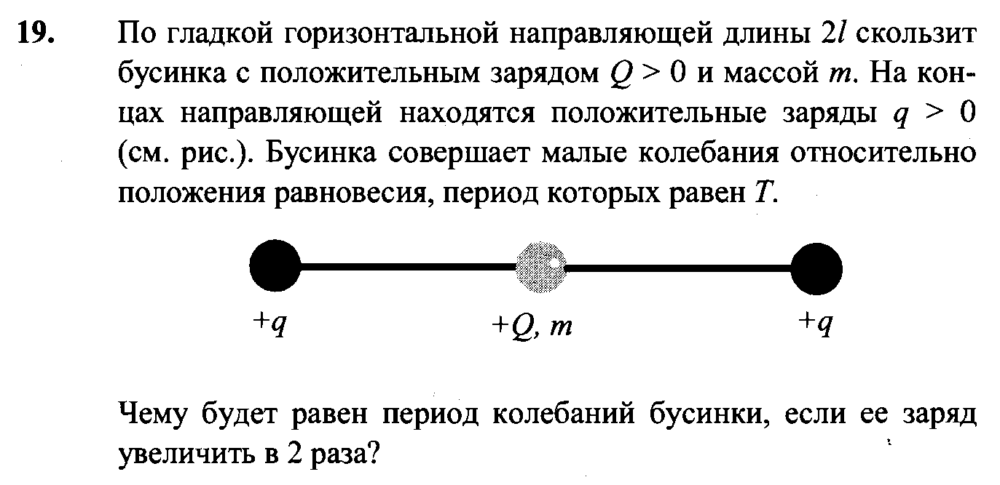 19. По гладкой горизонтальной направляющей длины 2l скользит
бусинка с положительным зарядом Q > 0 и массой m. На кон-
цах направляющей находятся положительные заряды q > 0
(см. рис.). Бусинка совершает малые колебания относительно
положения равновесия, период которых равен T.
+q +Q, m +q
Чему будет равен период колебаний бусинки, если ее заряд
увеличить в 2 раза?